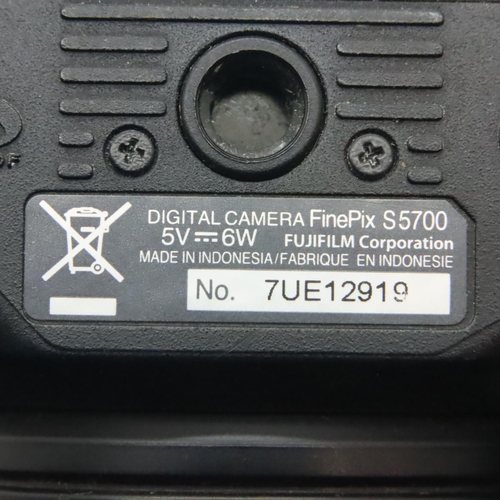 DIGITAL CAMERA FinePix S5700
5V⎓6W FUJIFILM Corporation
MADE IN INDONESIA/FABRIQUE EN INDONESIE
No. 7UE12919